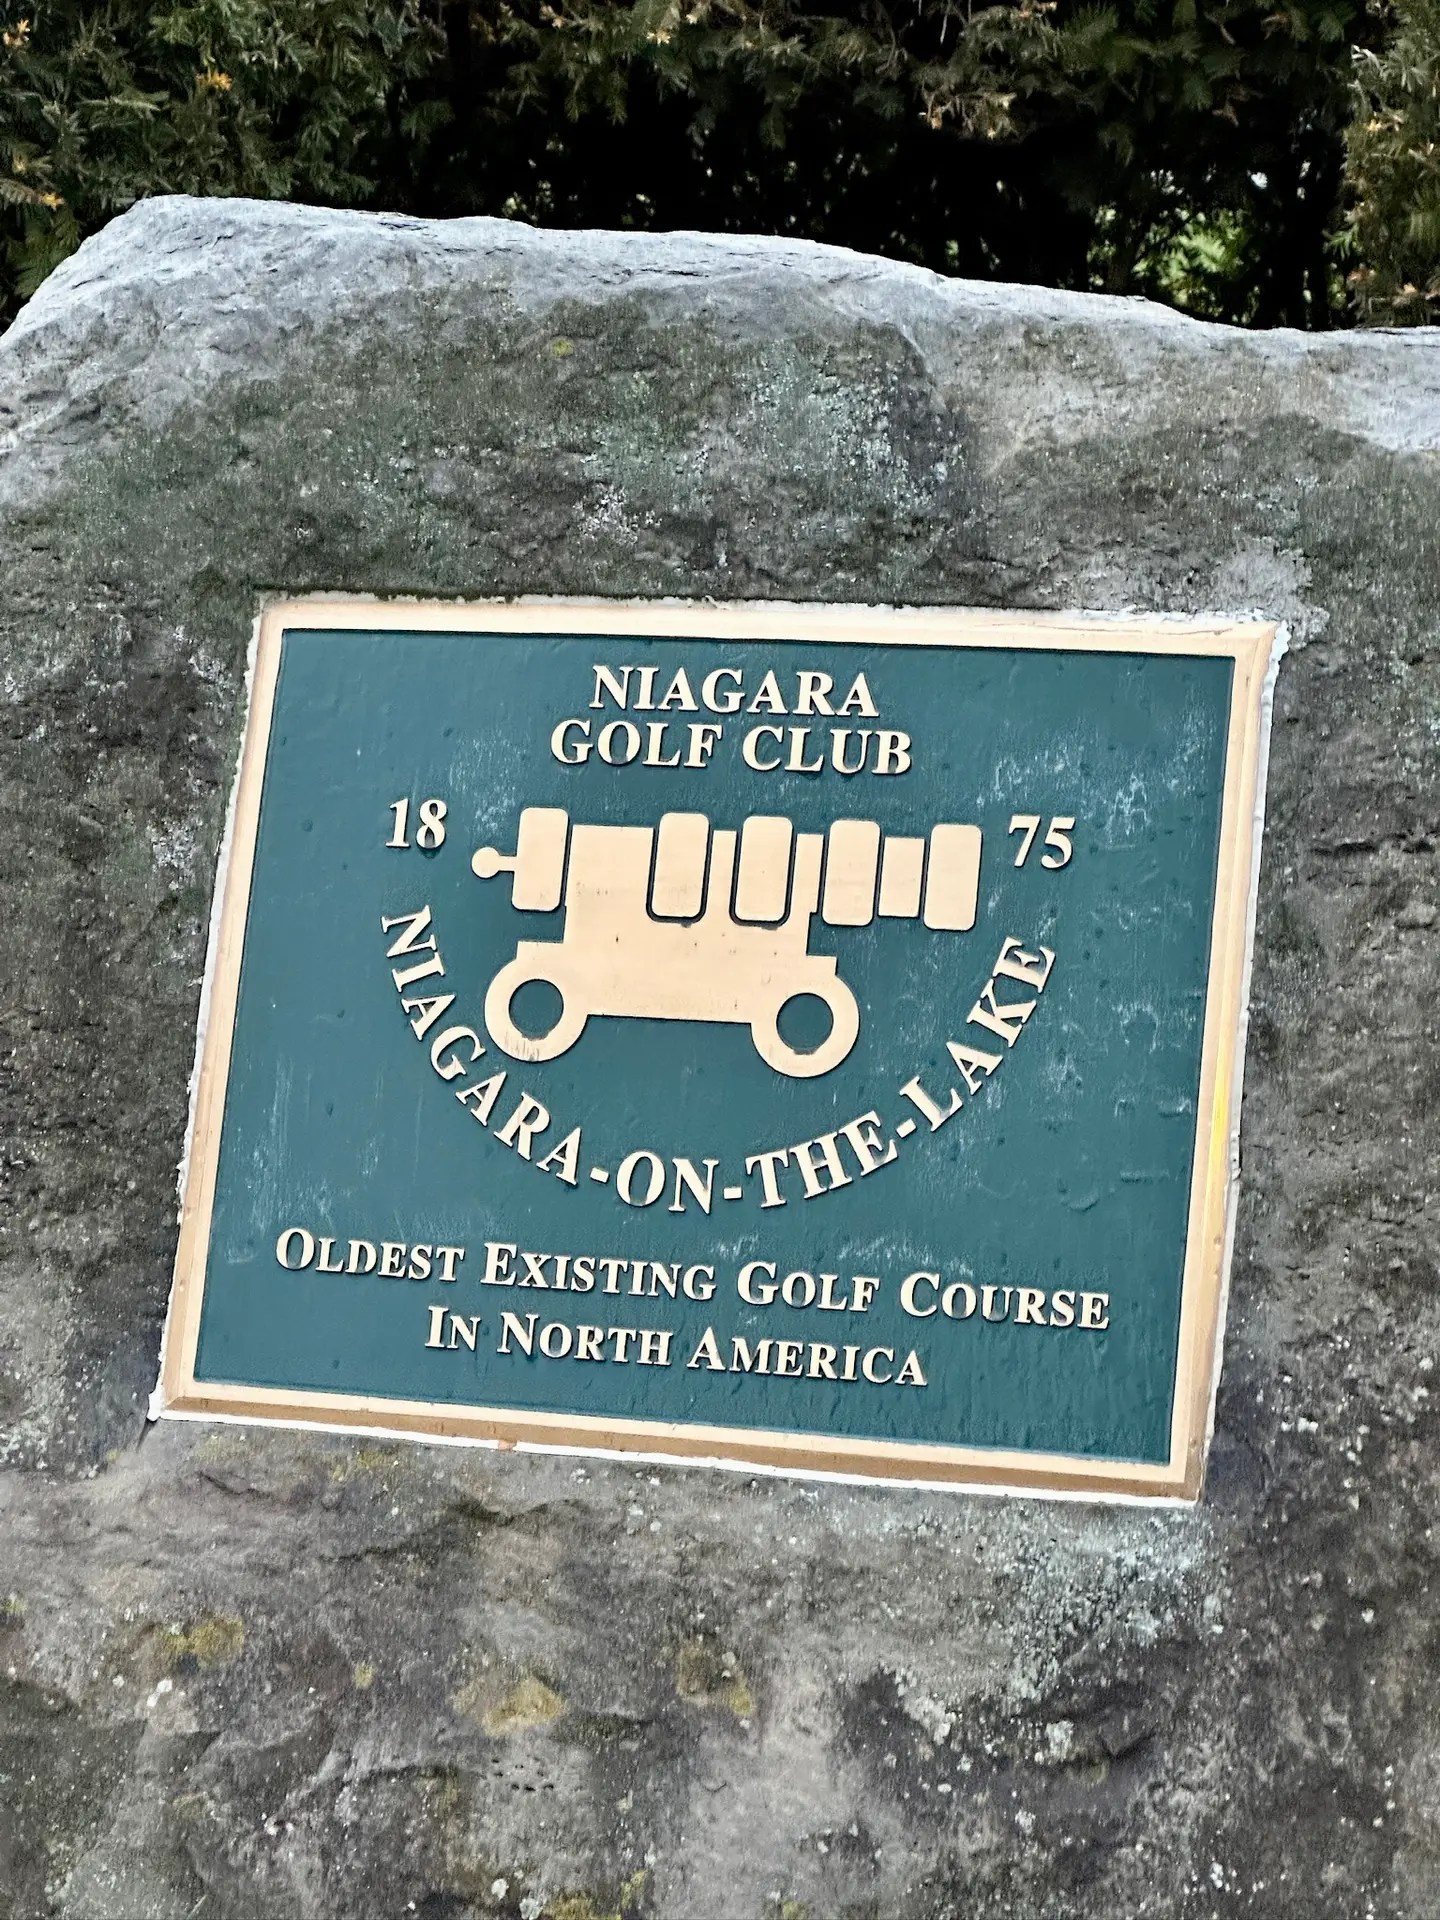 NIAGARA
GOLF CLUB
18 75
NIAGARA-ON-THE-LAKE
OLDEST EXISTING GOLF COURSE
IN NORTH AMERICA